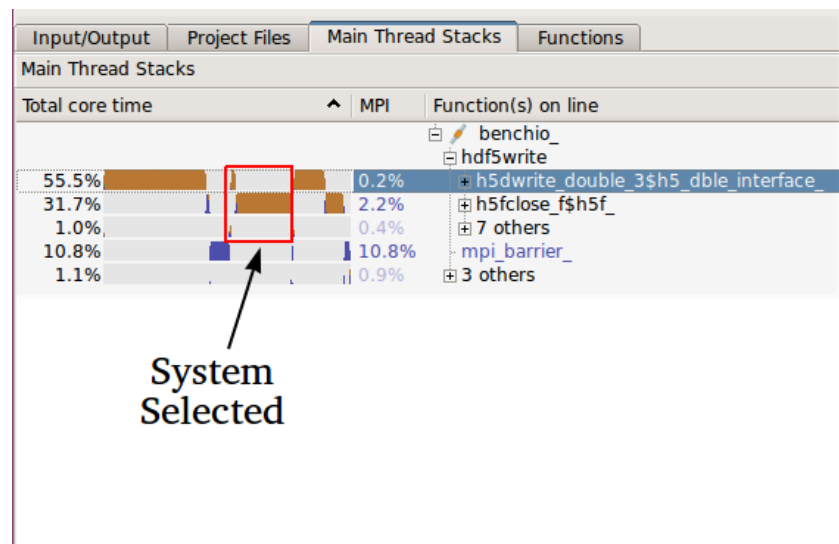 Input/Output Project Files Main Thread Stacks Functions
Main Thread Stacks
Total core time MPI Function(s) on line
benchio_
hdf5write
55.5% 0.2% h5dwrite_double_3$h5_dble_interface_
31.7% 2.2% h5fclose_f$h5f_
1.0% 0.4% 7 others
10.8% 10.8% mpi_barrier_
1.1% 0.9% 3 others
System
Selected